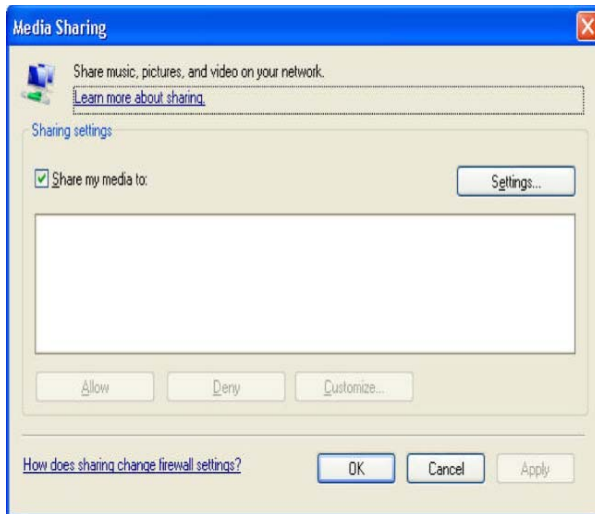 Media Sharing
Share music, pictures, and video on your network.
Learn more about sharing.
Sharing settings
Share my media to:
Settings...
Allow Deny Customize...
How does sharing change firewall settings? OK Cancel Apply